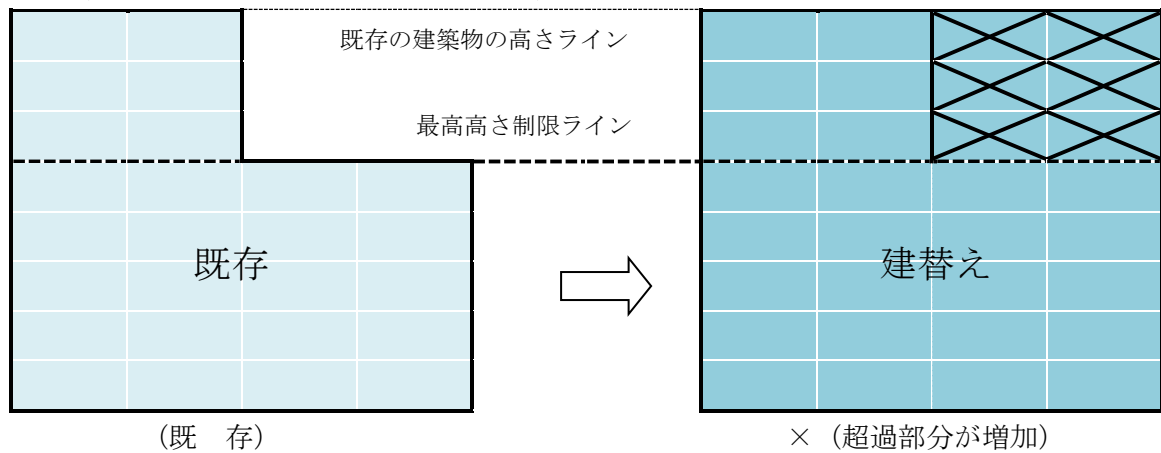 既存の建築物の高さライン
最高高さ制限ライン
既存
建替え
(既　存)
×（超過部分が増加）